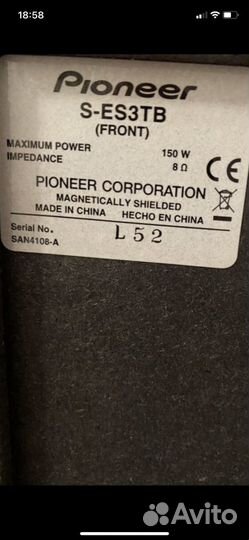 18:58
Pioneer
S-ES3TB
(FRONT)
MAXIMUM POWER 150 W
IMPEDANCE 8 Ω
CE
PIONEER CORPORATION
MAGNETICALLY SHIELDED
MADE IN CHINA HECHO EN CHINA
Serial No. L52
SAN4108-A
Avito